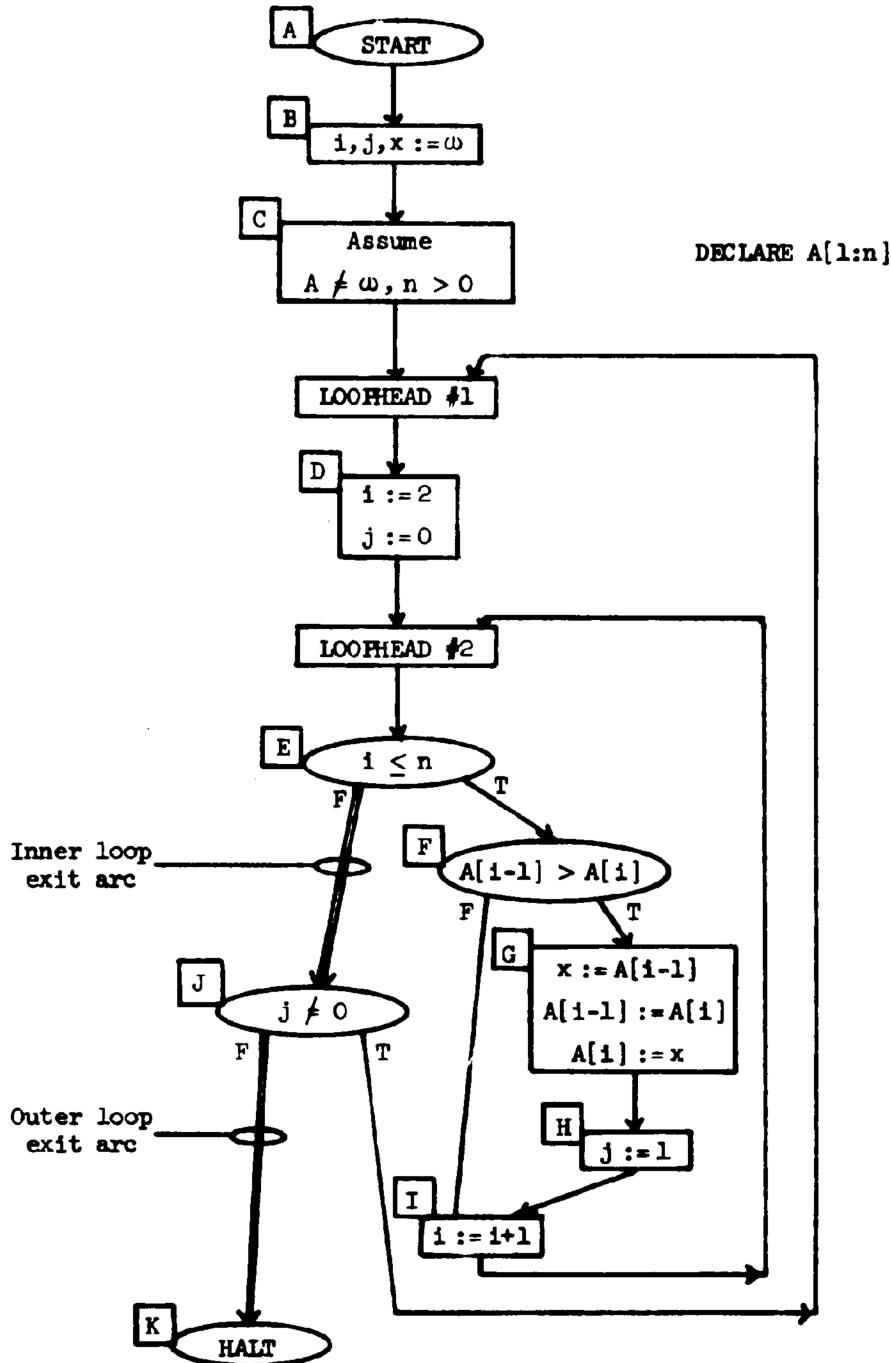 A
START
B
i,j,x := ω
C
Assume
A ≠ ω, n > 0
DECLARE A[1:n]
LOOPHEAD #1
D
i := 2
j := 0
LOOPHEAD #2
E
i ≤ n
F
T
Inner loop
exit arc
F
A[i-1] > A[i]
F
T
G
x := A[i-1]
A[i-1] := A[i]
A[i] := x
J
j ≠ 0
F
T
Outer loop
exit arc
H
j := 1
I
i := i+1
K
HALT